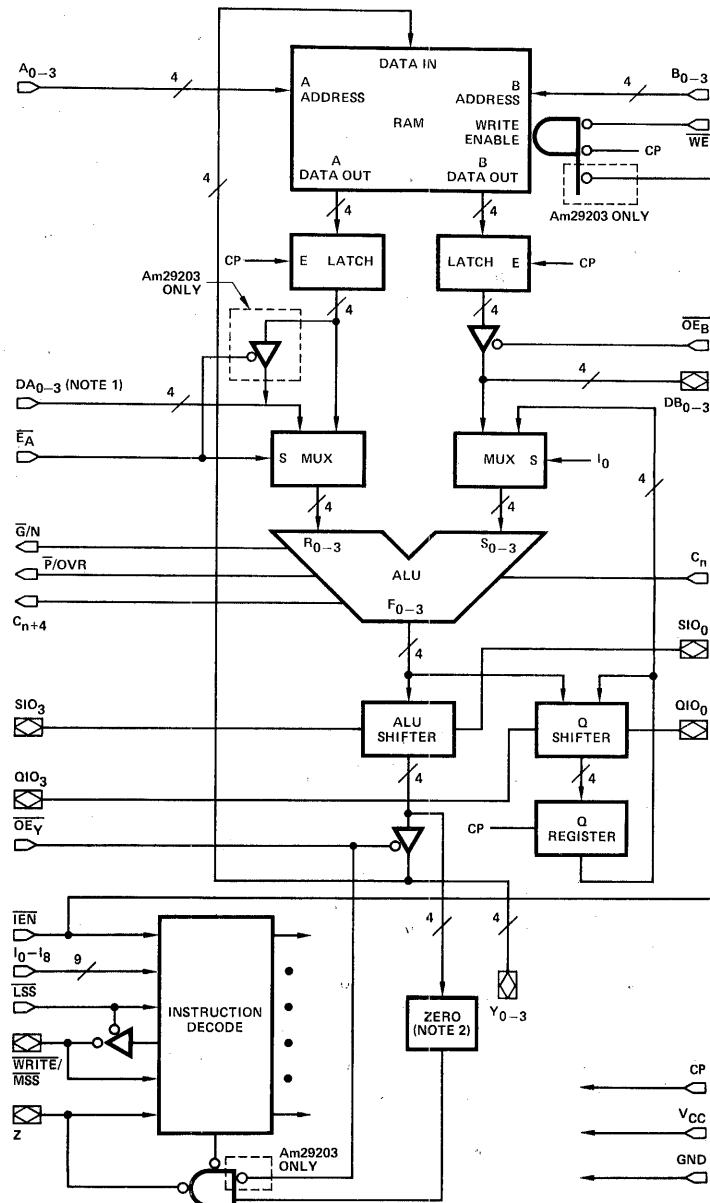 DATA IN
A0–3
4
A
ADDRESS
B
ADDRESS
4
B0–3
RAM
WRITE
ENABLE
WE
CP
A
DATA OUT
B
DATA OUT
4
Am29203 ONLY
4
4
CP
E LATCH
LATCH E
CP
Am29203
ONLY
4
4
OEB
DA0–3 (NOTE 1)
4
4
DB0–3
EA
S MUX
MUX S
I0
4
4
4
G/N
R0–3
S0–3
P/OVR
ALU
Cn
Cn+4
F0–3
4
SIO0
SIO3
ALU
SHIFTER
Q
SHIFTER
QIO0
QIO3
4
4
OEY
CP
Q
REGISTER
IEN
4
4
I0–I8
9
LSS
INSTRUCTION
DECODE
ZERO
(NOTE 2)
Y0–3
WRITE/
MSS
CP
Z
VCC
Am29203
ONLY
GND